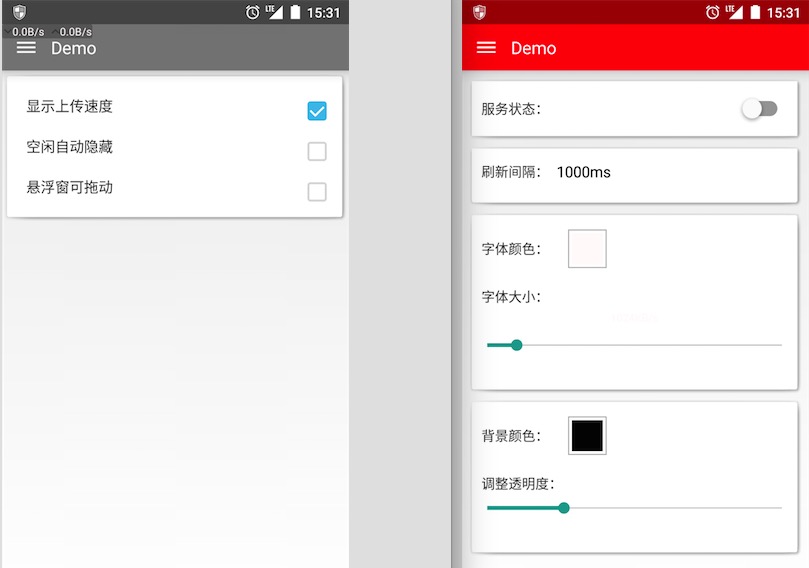 LTE 15:31
0.0B/s 0.0B/s
Demo
显示上传速度
空闲自动隐藏
悬浮窗可拖动
LTE 15:31
Demo
服务状态：
刷新间隔： 1000ms
字体颜色：
字体大小：
背景颜色：
调整透明度：